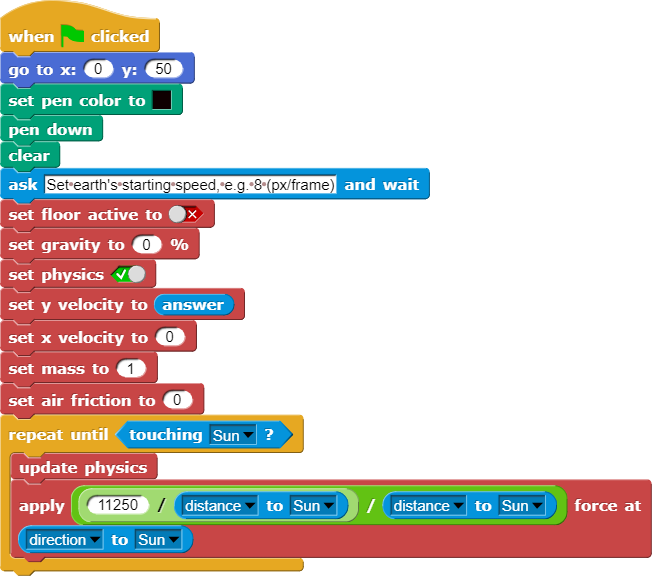 when clicked
go to x: 0 y: 50
set pen color to
pen down
clear
ask Set earth's starting speed, e.g. 8 (px/frame) and wait
set floor active to
set gravity to 0 %
set physics
set y velocity to answer
set x velocity to 0
set mass to 1
set air friction to 0
repeat until touching Sun ?
update physics
apply 11250 / distance to Sun / distance to Sun force at
direction to Sun